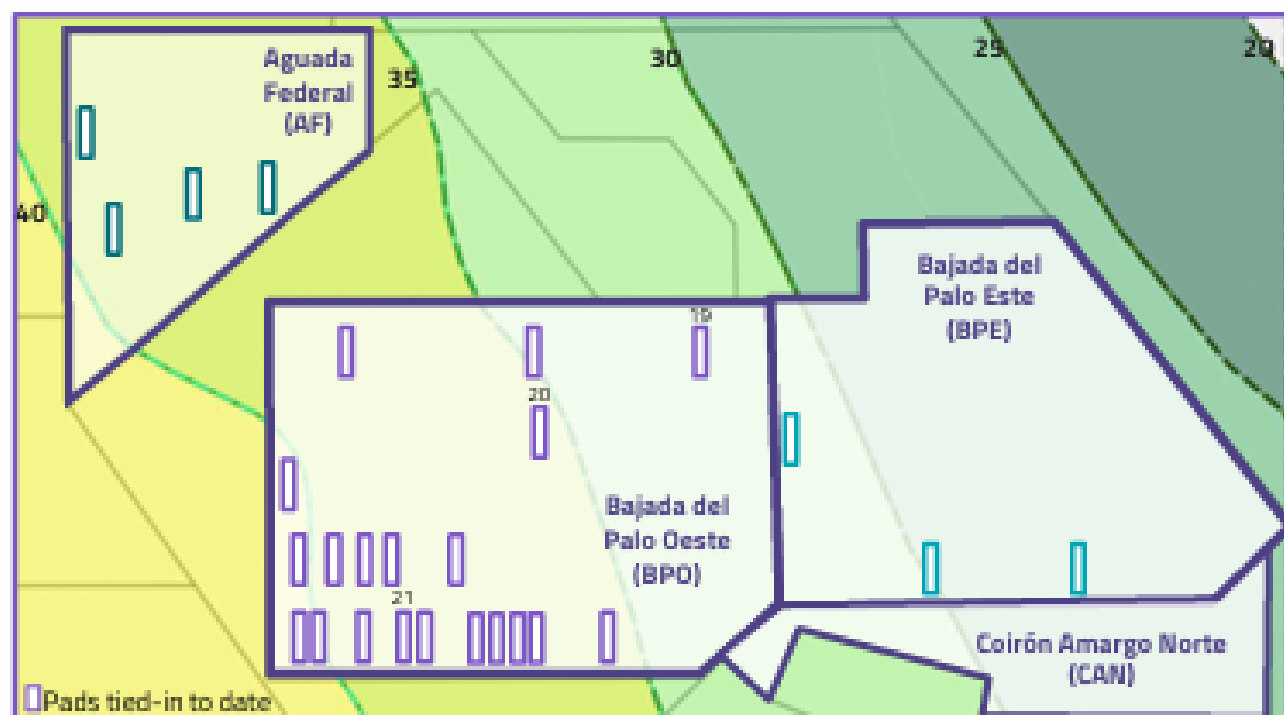 Aguada
Federal
(AF)
35
30
25
20
40
Bajada del
Palo Este
(BPE)
19
20
Bajada del
Palo Oeste
(BPO)
21
Coirón Amargo Norte
(CAN)
Pads tied-in to date